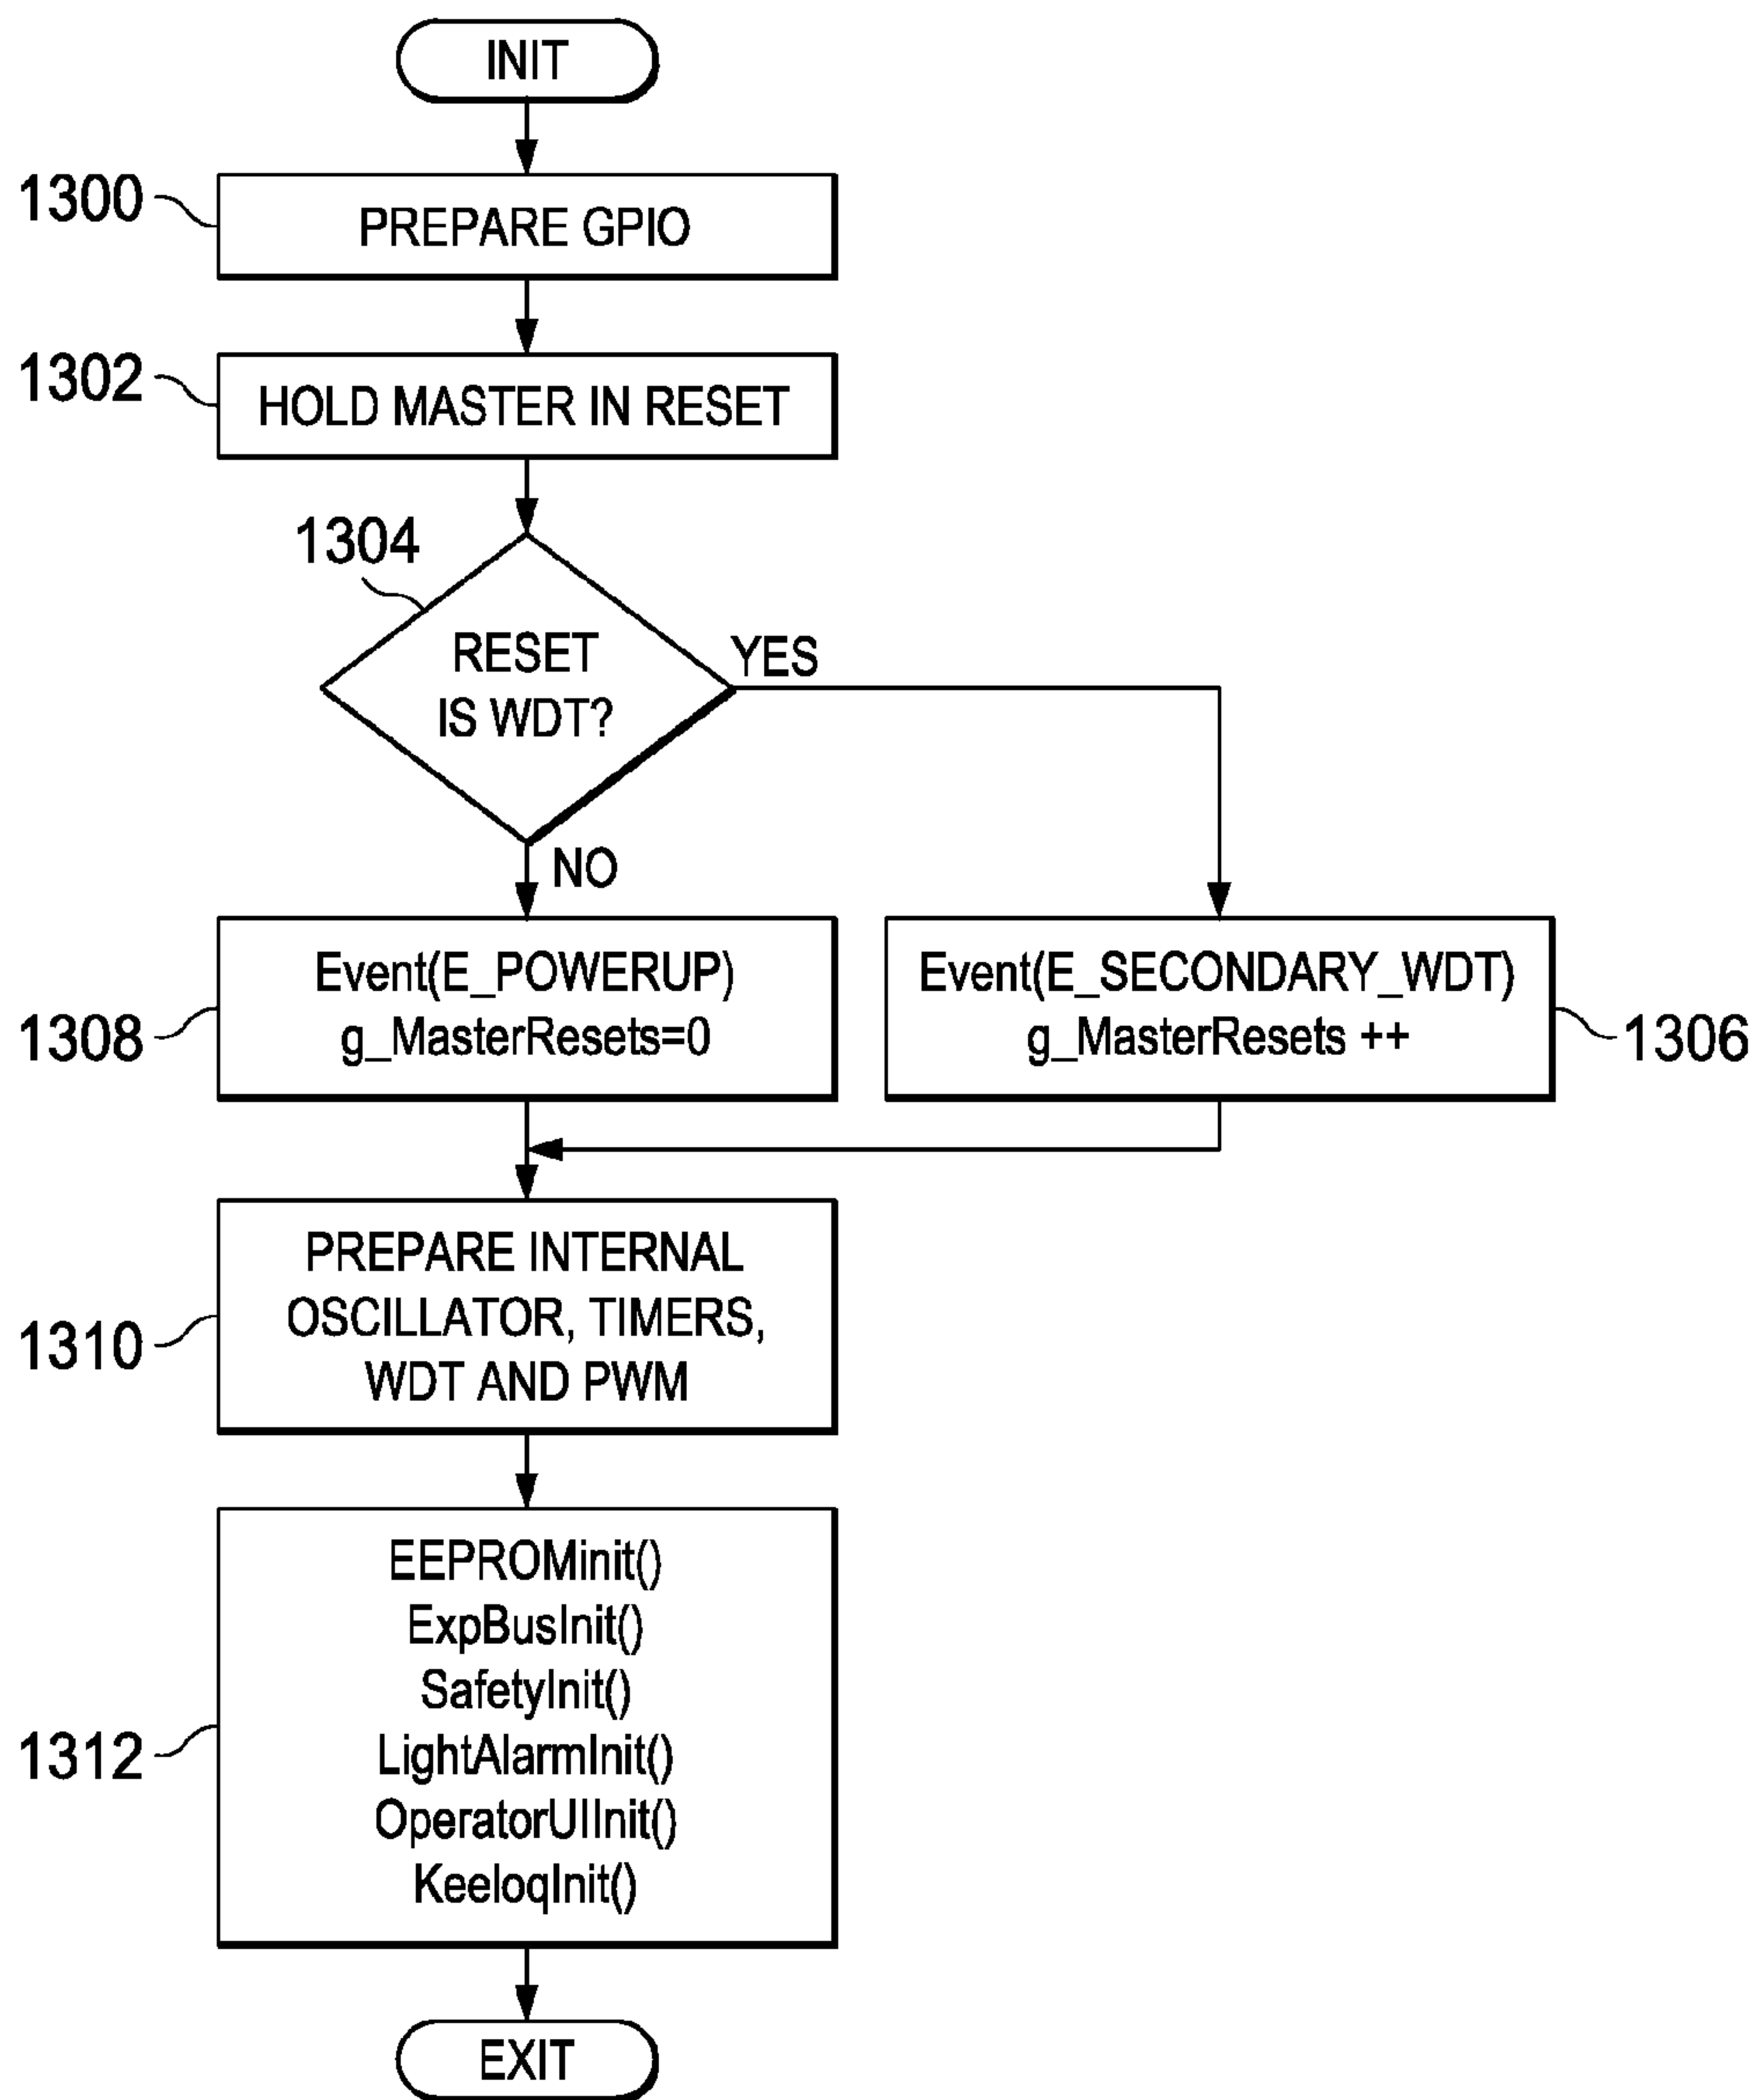 INIT
1300
PREPARE GPIO
1302
HOLD MASTER IN RESET
1304
RESET
IS WDT?
YES
NO
Event(E_POWERUP)
g_MasterResets=0
1308
Event(E_SECONDARY_WDT)
g_MasterResets ++
1306
PREPARE INTERNAL
OSCILLATOR, TIMERS,
WDT AND PWM
1310
EEPROMinit()
ExpBusInit()
SafetyInit()
LightAlarmInit()
OperatorUIInit()
KeeloqInit()
1312
EXIT